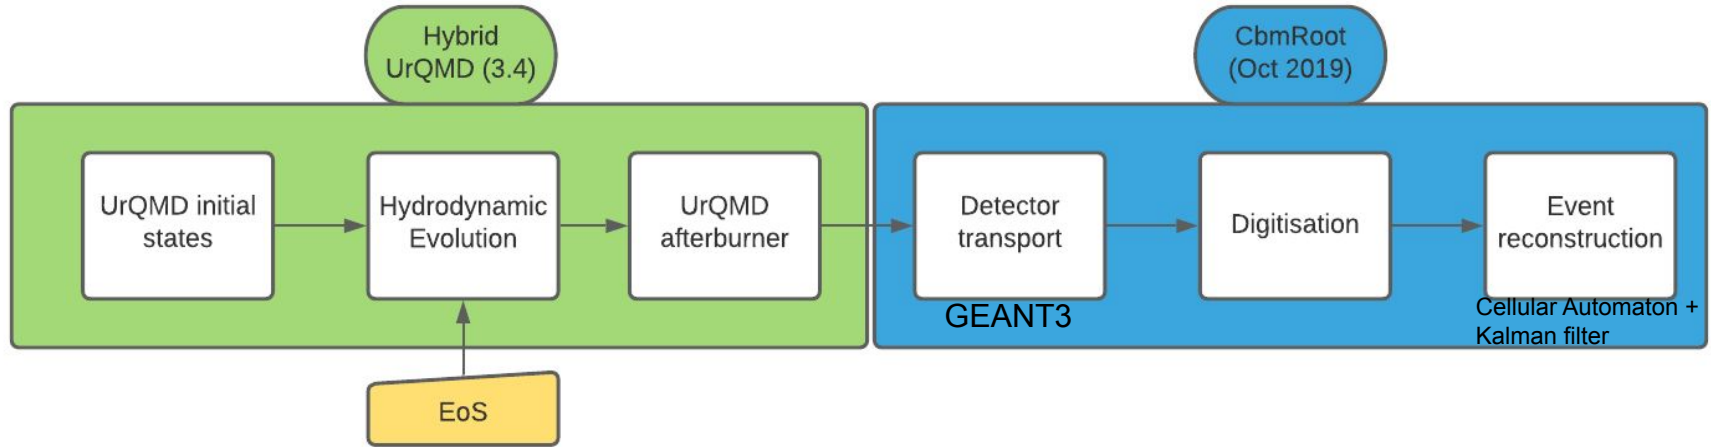 Hybrid
UrQMD (3.4)
CbmRoot
(Oct 2019)
UrQMD initial
states
Hydrodynamic
Evolution
UrQMD
afterburner
Detector
transport
Digitisation
Event
reconstruction
GEANT3
Cellular Automaton +
Kalman filter
EoS